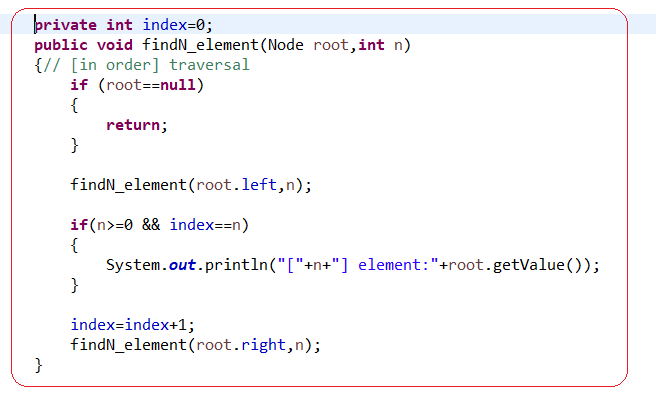 private int index=0;
public void findN_element(Node root,int n)
{// [in order] traversal
    if (root==null)
    {
        return;
    }
    findN_element(root.left,n);
    if(n>=0 && index==n)
    {
        System.out.println("["+n+"] element:"+root.getValue());
    }
    index=index+1;
    findN_element(root.right,n);
}